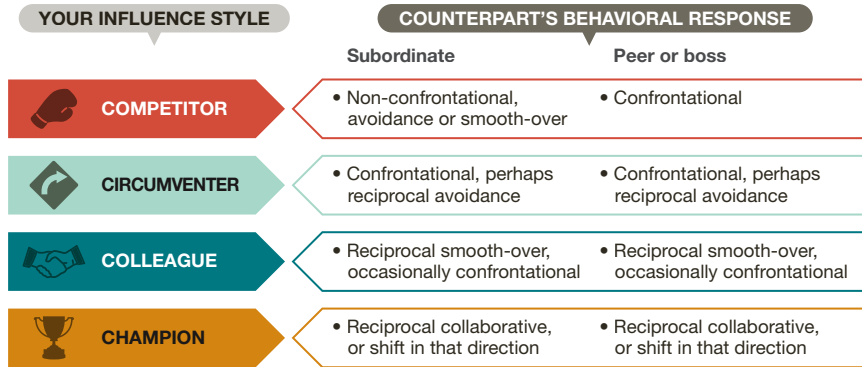 YOUR INFLUENCE STYLE
COUNTERPART'S BEHAVIORAL RESPONSE
Subordinate
Peer or boss
COMPETITOR
• Non-confrontational,
avoidance or smooth-over
• Confrontational
CIRCUMVENTER
• Confrontational, perhaps
reciprocal avoidance
• Confrontational, perhaps
reciprocal avoidance
COLLEAGUE
• Reciprocal smooth-over,
occasionally confrontational
• Reciprocal smooth-over,
occasionally confrontational
CHAMPION
• Reciprocal collaborative,
or shift in that direction
• Reciprocal collaborative,
or shift in that direction